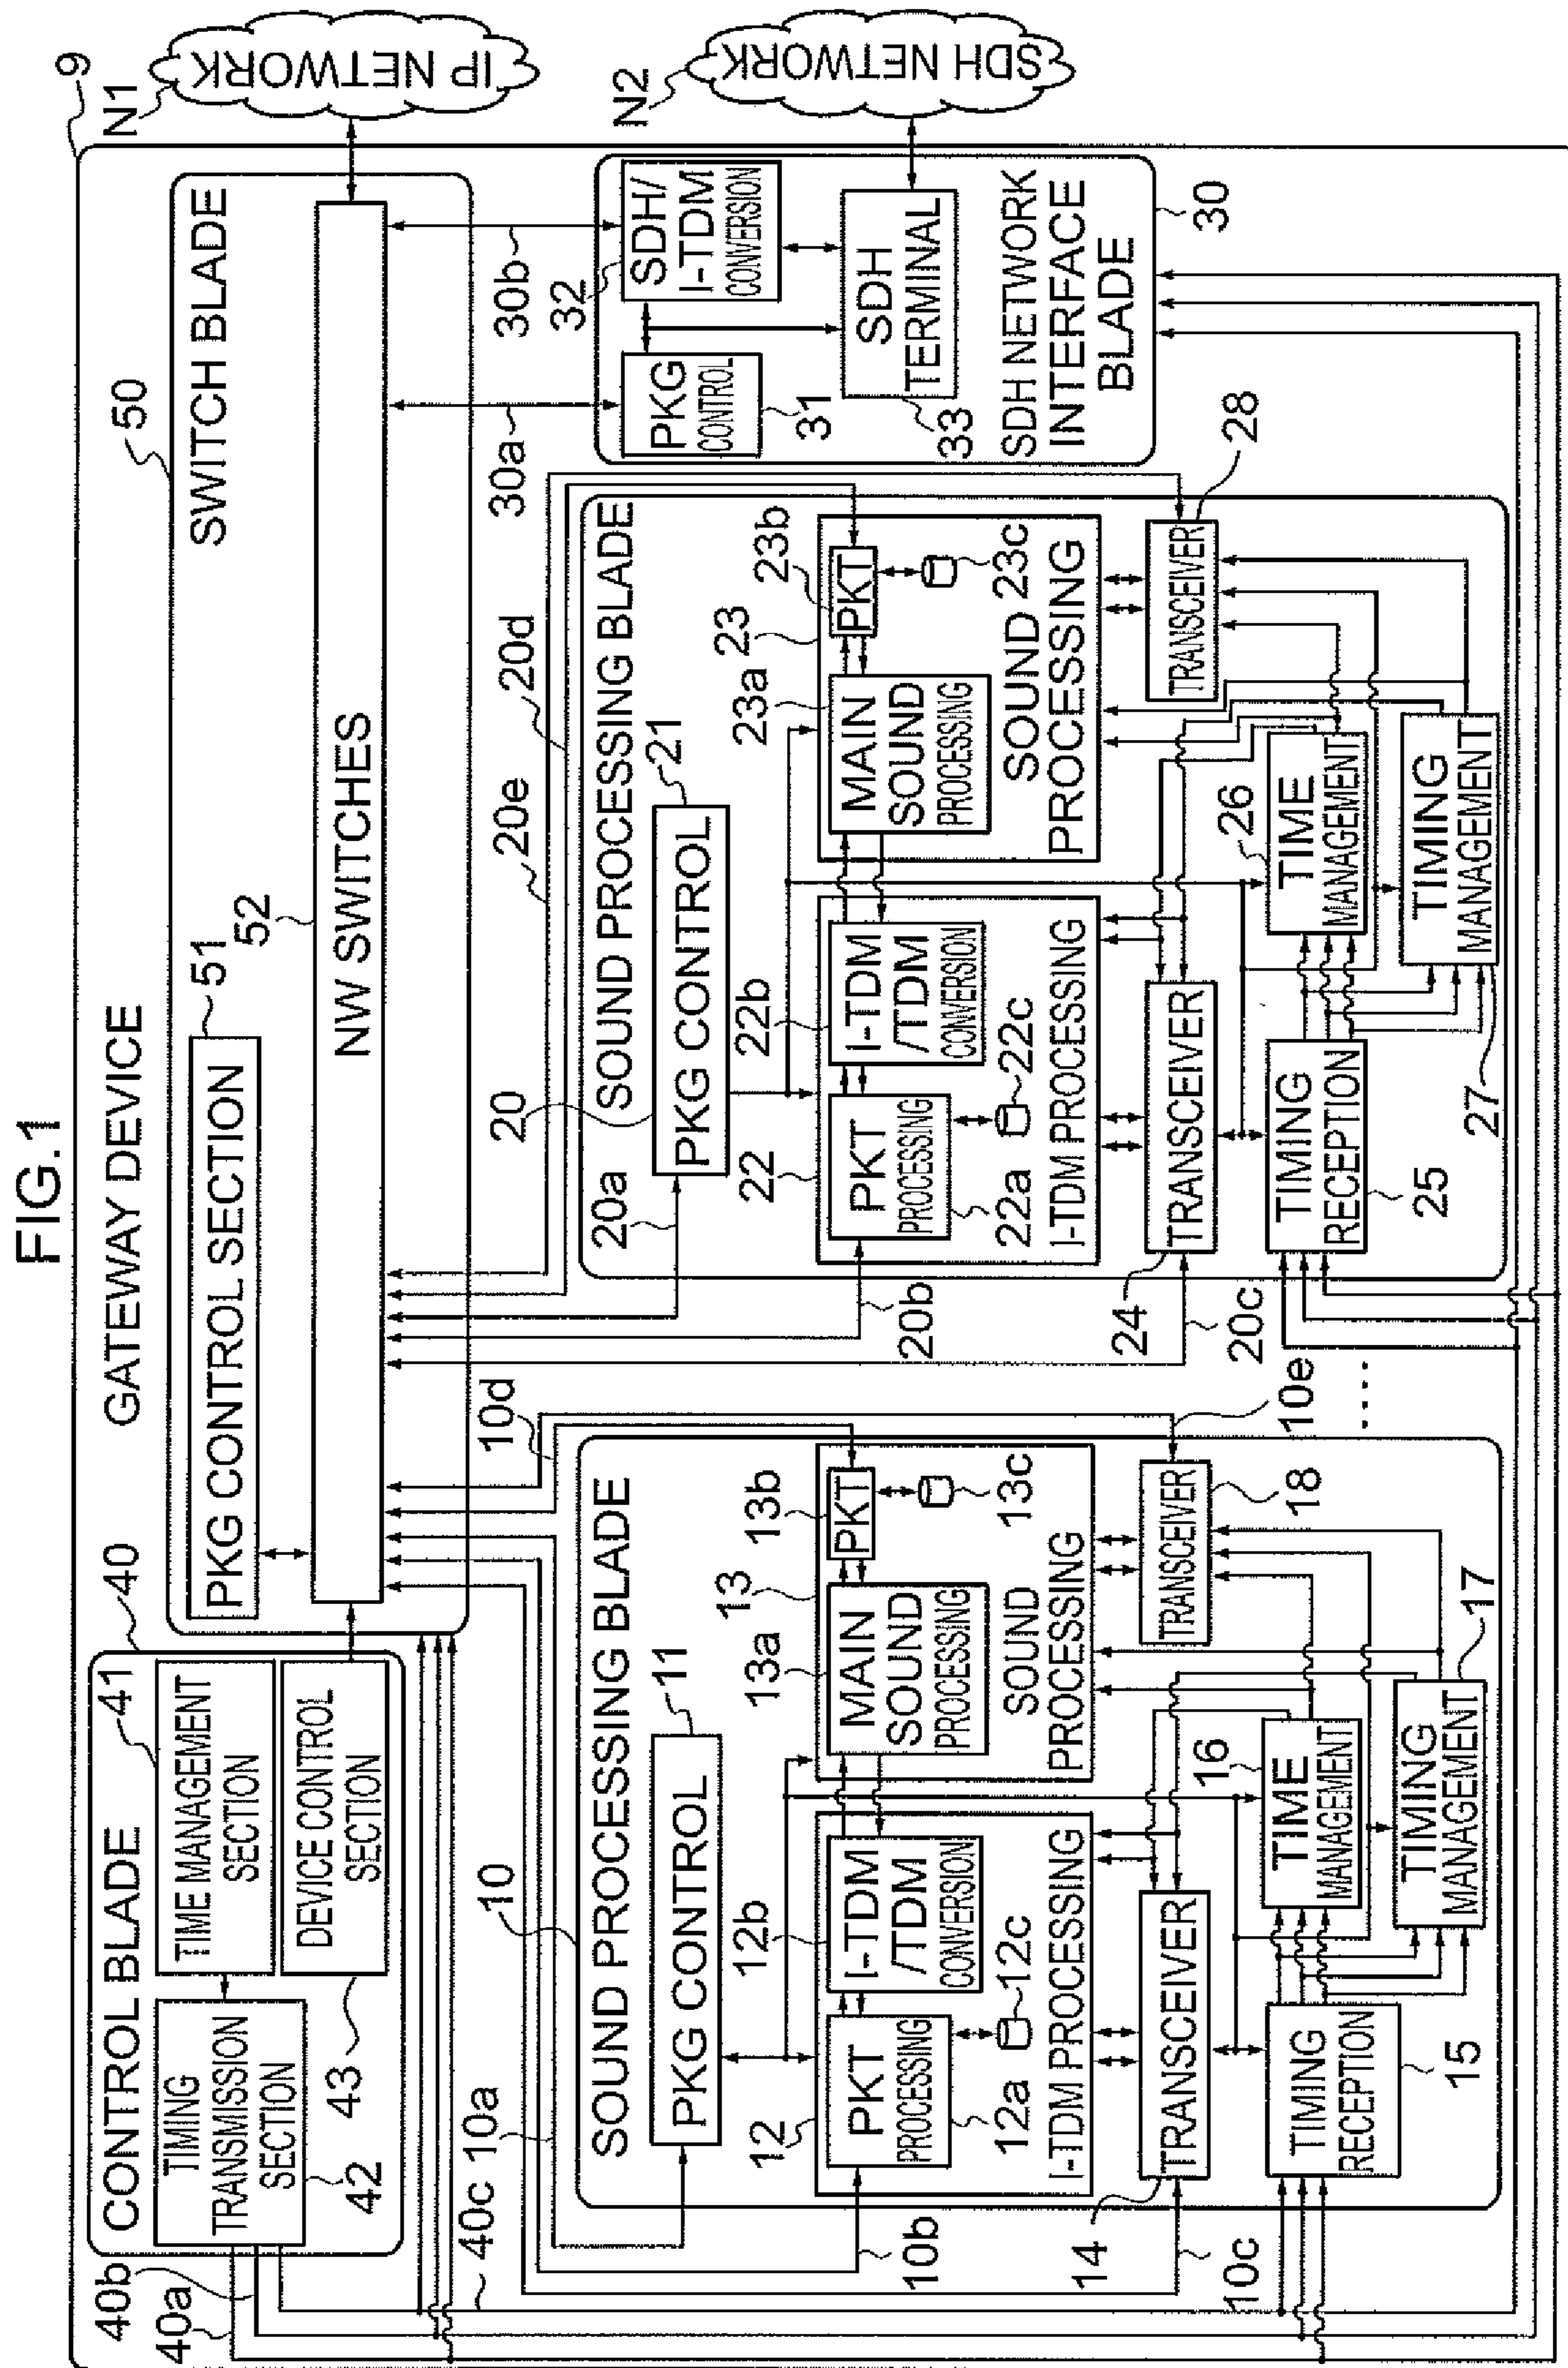 FIG.1
GATEWAY DEVICE
9
CONTROL BLADE
40
TIME MANAGEMENT
SECTION
41
TIMING
TRANSMISSION
SECTION
42
DEVICE CONTROL
SECTION
43
40a
40b
40c
SWITCH BLADE
50
PKG CONTROL SECTION
51
NW SWITCHES
52
N1
IP NETWORK
N2
SDH NETWORK
SOUND PROCESSING BLADE
10
10a
10b
10c
10d
10e
PKG CONTROL
11
12
PKT
PROCESSING
12a
I-TDM
/TDM
CONVERSION
12b
12c
I-TDM PROCESSING
13
MAIN
SOUND
PROCESSING
13a
PKT
13b
13c
SOUND
PROCESSING
TRANSCEIVER
14
TIMING
RECEPTION
15
TIME
MANAGEMENT
16
TIMING
MANAGEMENT
17
TRANSCEIVER
18
....
SOUND PROCESSING BLADE
20
20a
20b
20c
20d
20e
PKG CONTROL
21
22
PKT
PROCESSING
22a
I-TDM
/TDM
CONVERSION
22b
22c
I-TDM PROCESSING
23
MAIN
SOUND
PROCESSING
23a
PKT
23b
23c
SOUND
PROCESSING
TRANSCEIVER
24
TIMING
RECEPTION
25
TIME
MANAGEMENT
26
TIMING
MANAGEMENT
27
TRANSCEIVER
28
30a
30b
PKG
CONTROL
31
SDH/
I-TDM
CONVERSION
32
SDH
TERMINAL
33
SDH NETWORK
INTERFACE
BLADE
30